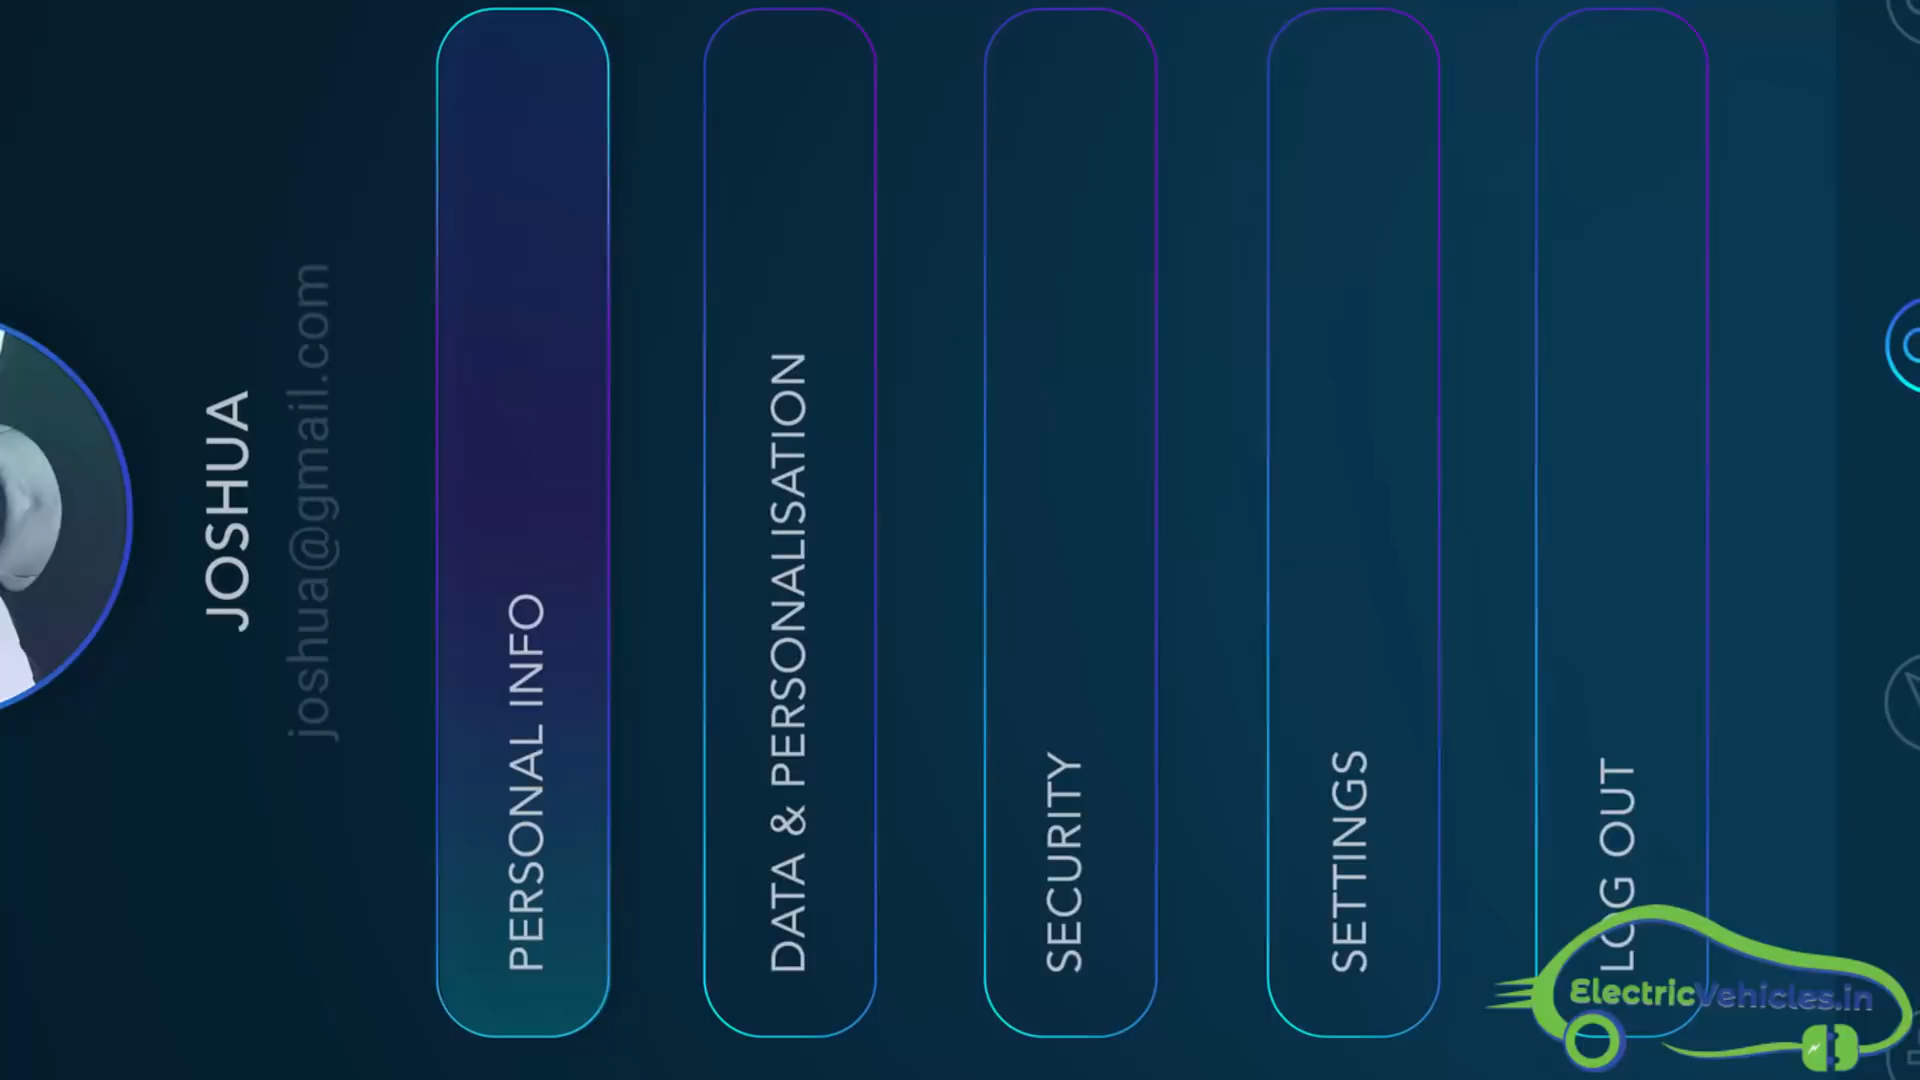 JOSHUA
joshua@gmail.com
PERSONAL INFO
DATA & PERSONALISATION
SECURITY
SETTINGS
LOG OUT
ElectricVehicles.in